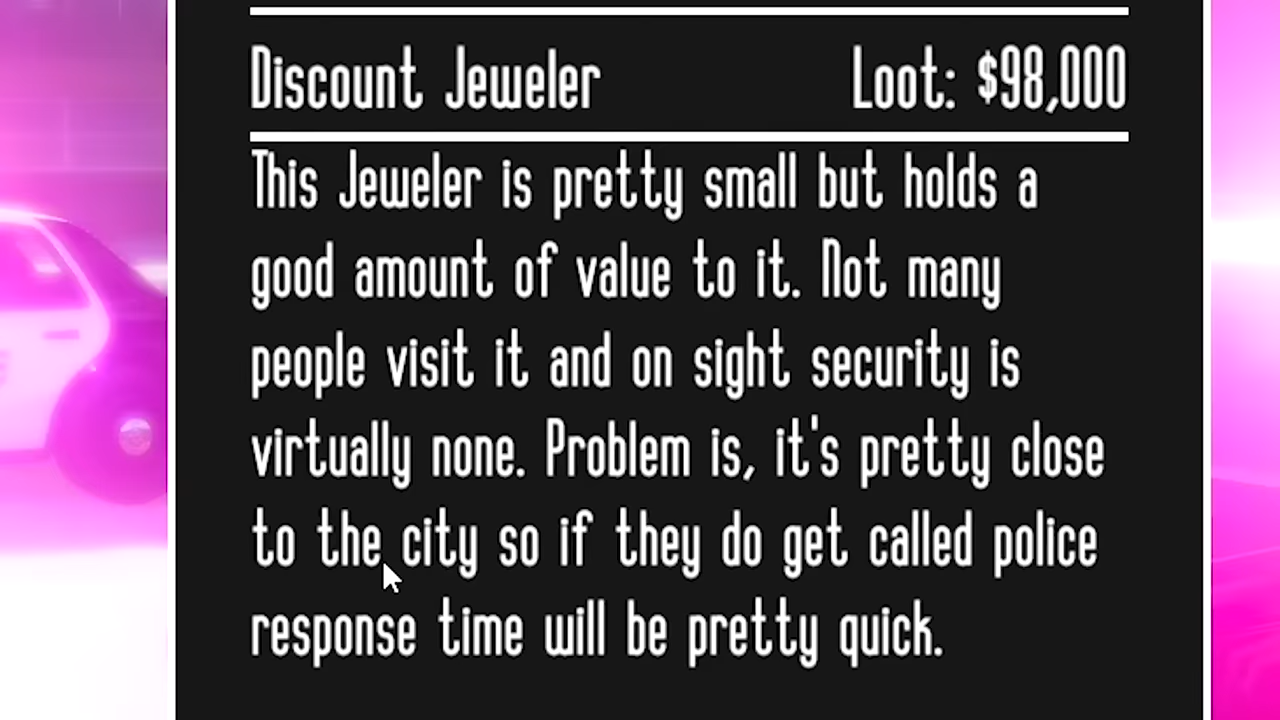 Discount Jeweler Loot: $98,000
This Jeweler is pretty small but holds a
good amount of value to it. Not many
people visit it and on sight security is
virtually none. Problem is, it's pretty close
to the city so if they do get called police
response time will be pretty quick.